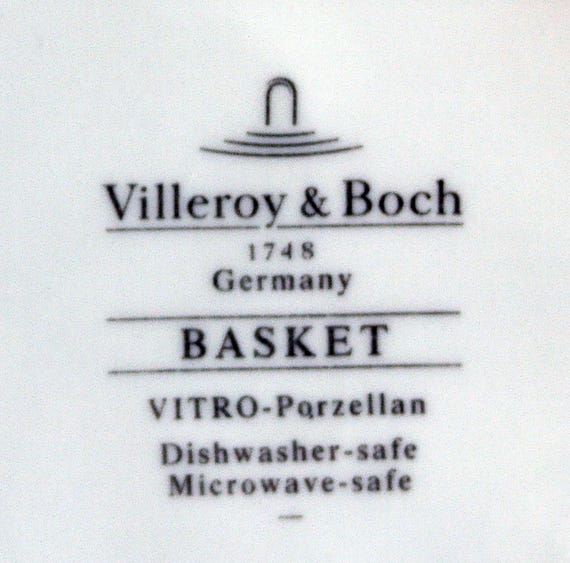 Villeroy & Boch
1748
Germany
BASKET
VITRO-Porzellan
Dishwasher-safe
Microwave-safe